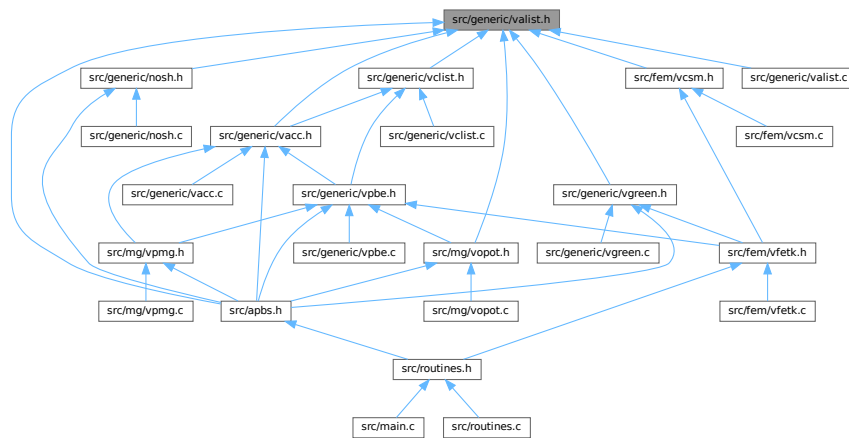 src/generic/valist.h
src/generic/nosh.h
src/generic/vclist.h
src/fem/vcsm.h
src/generic/valist.c
src/generic/nosh.c
src/generic/vacc.h
src/generic/vclist.c
src/fem/vcsm.c
src/generic/vacc.c
src/generic/vpbe.h
src/generic/vgreen.h
src/mg/vpmg.h
src/generic/vpbe.c
src/mg/vopot.h
src/generic/vgreen.c
src/fem/vfetk.h
src/mg/vpmg.c
src/apbs.h
src/mg/vopot.c
src/fem/vfetk.c
src/routines.h
src/main.c
src/routines.c